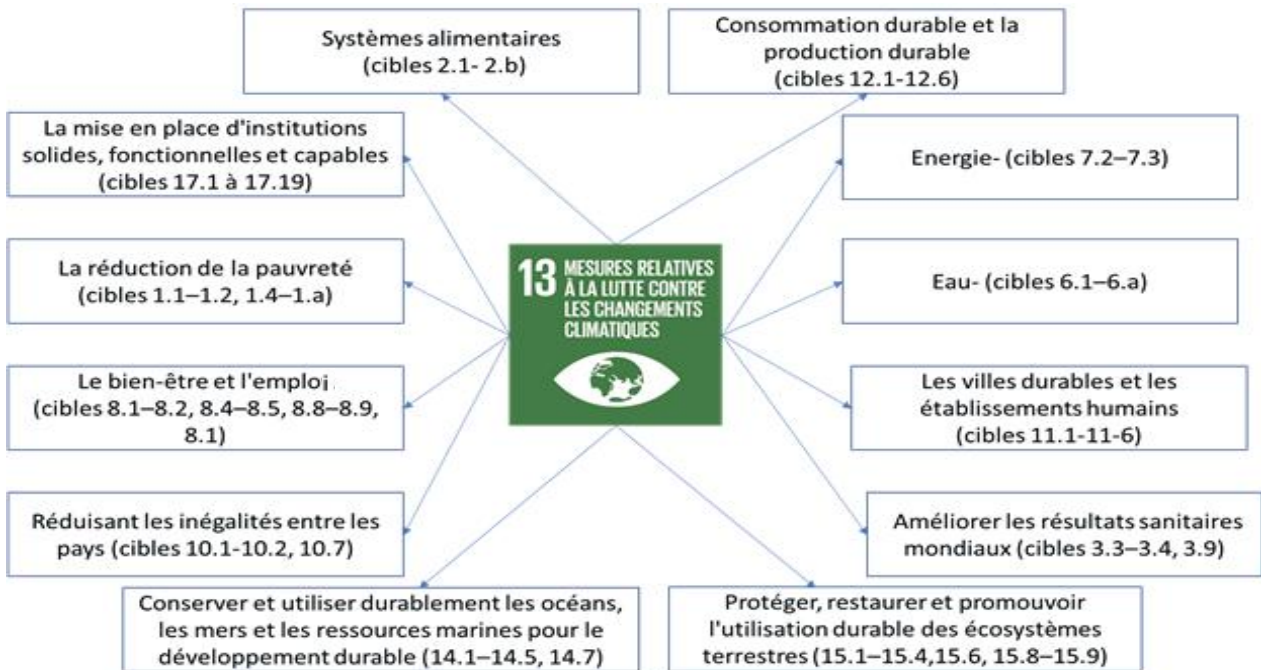 Systèmes alimentaires
(cibles 2.1- 2.b)
Consommation durable et la
production durable
(cibles 12.1-12.6)
La mise en place d'institutions
solides, fonctionnelles et capables
(cibles 17.1 à 17.19)
Energie- (cibles 7.2–7.3)
La réduction de la pauvreté
(cibles 1.1–1.2, 1.4–1.a)
13 MESURES RELATIVES
À LA LUTTE CONTRE
LES CHANGEMENTS
CLIMATIQUES
Eau- (cibles 6.1–6.a)
Le bien-être et l'emploi
(cibles 8.1–8.2, 8.4–8.5, 8.8–8.9,
8.1)
Les villes durables et les
établissements humains
(cibles 11.1-11-6)
Réduisant les inégalités entre les
pays (cibles 10.1-10.2, 10.7)
Améliorer les résultats sanitaires
mondiaux (cibles 3.3–3.4, 3.9)
Conserver et utiliser durablement les océans,
les mers et les ressources marines pour le
développement durable (14.1–14.5, 14.7)
Protéger, restaurer et promouvoir
l'utilisation durable des écosystèmes
terrestres (15.1–15.4,15.6, 15.8–15.9)